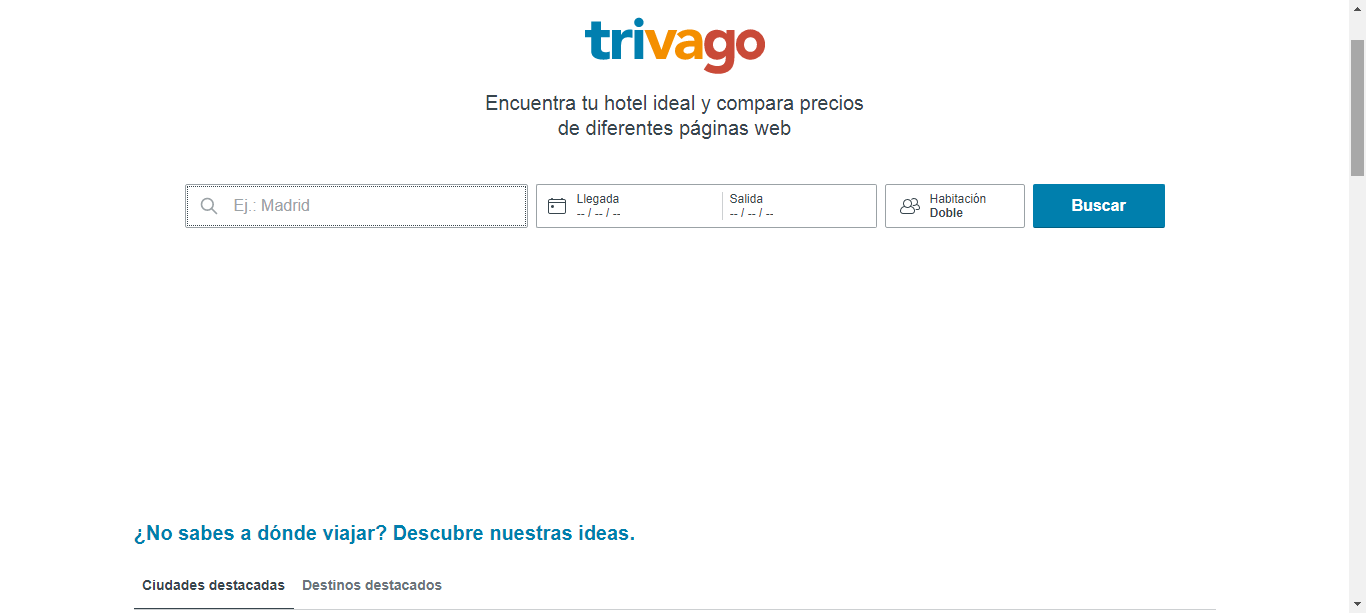 trivago
Encuentra tu hotel ideal y compara precios
de diferentes páginas web
Ej.: Madrid
Llegada
-- / -- / --
Salida
-- / -- / --
Habitación
Doble
Buscar
¿No sabes a dónde viajar? Descubre nuestras ideas.
Ciudades destacadas Destinos destacados